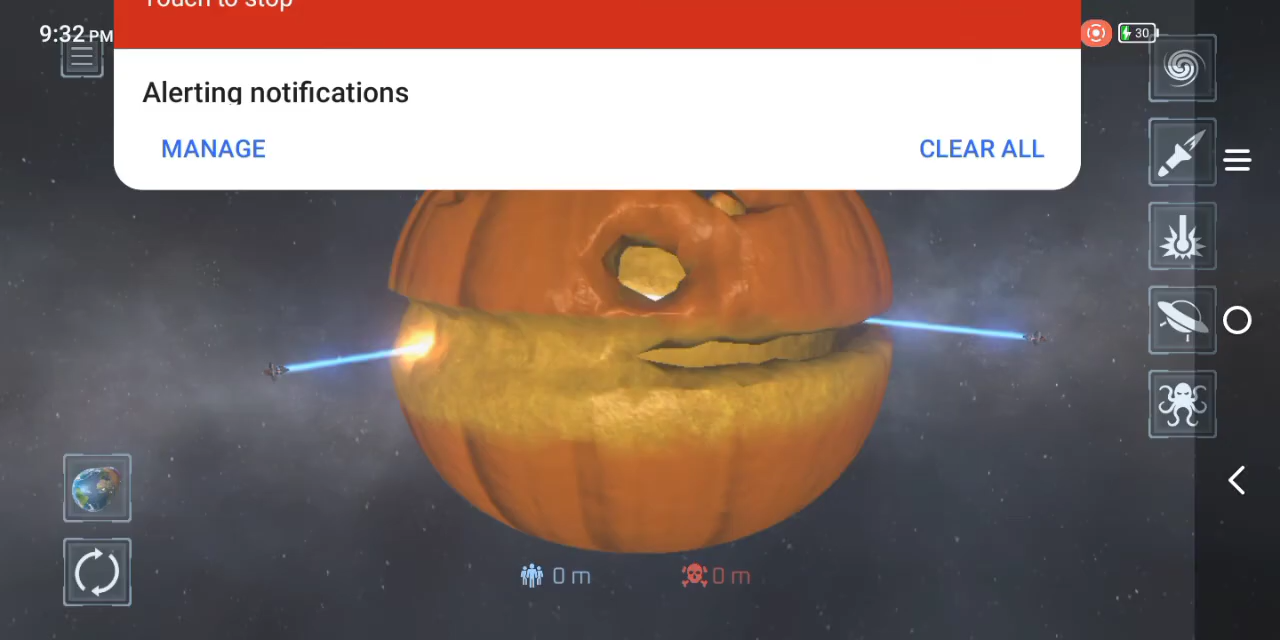 Touch to stop
9:32 PM
30
Alerting notifications
MANAGE
CLEAR ALL
0 m
0 m